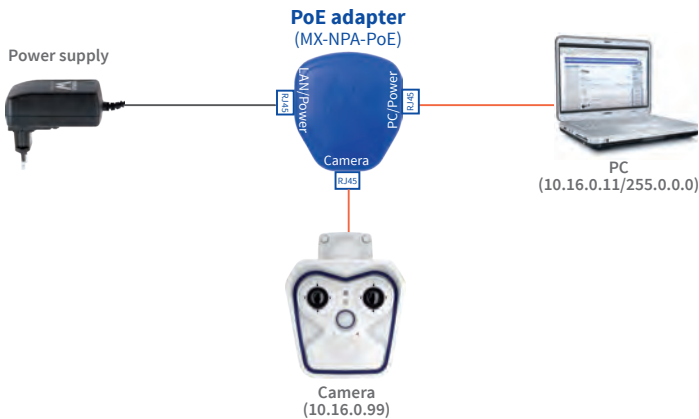 PoE adapter
(MX-NPA-PoE)
Power supply
LAN/Power
RJ45
PC/Power
RJ45
Camera
RJ45
PC
(10.16.0.11/255.0.0.0)
Camera
(10.16.0.99)